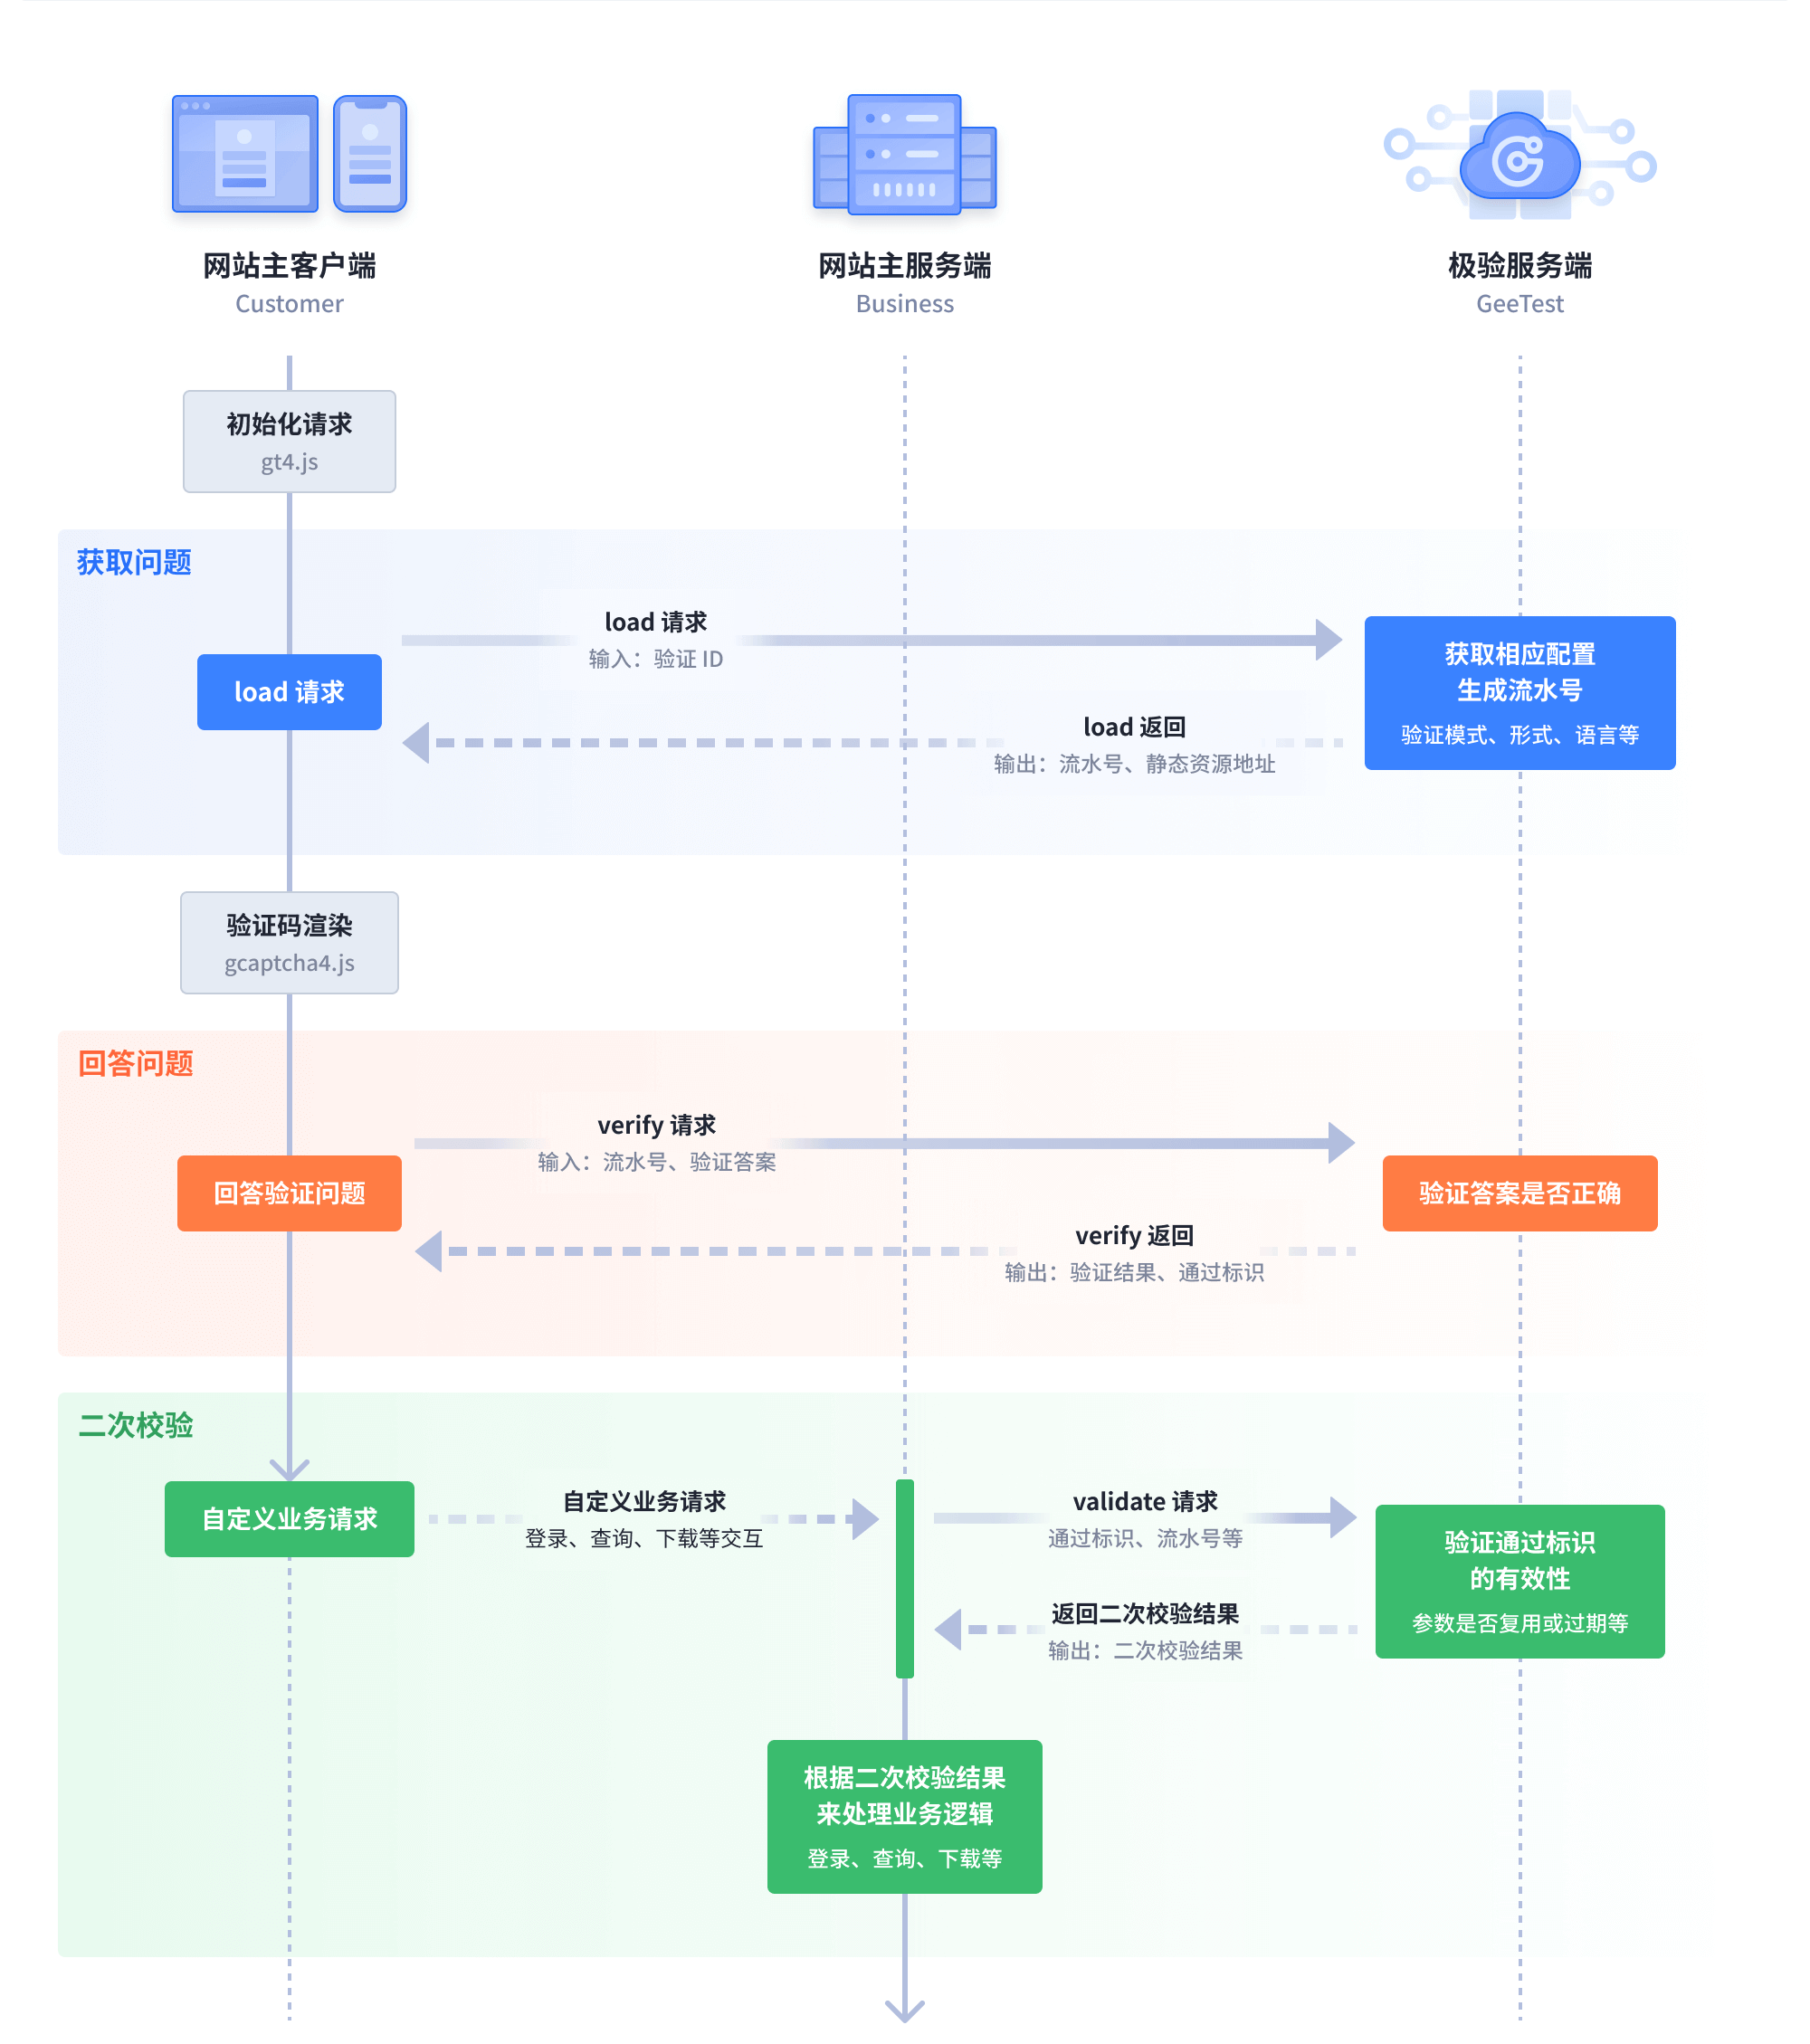 网站主客户端
Customer
网站主服务端
Business
极验服务端
GeeTest
初始化请求
gt4.js
获取问题
load 请求
输入：验证 ID
load 请求
获取相应配置
生成流水号
验证模式、形式、语言等
load 返回
输出：流水号、静态资源地址
验证码渲染
gcaptcha4.js
回答问题
verify 请求
输入：流水号、验证答案
回答验证问题
验证答案是否正确
verify 返回
输出：验证结果、通过标识
二次校验
自定义业务请求
自定义业务请求
登录、查询、下载等交互
validate 请求
通过标识、流水号等
验证通过标识
的有效性
参数是否复用或过期等
返回二次校验结果
输出：二次校验结果
根据二次校验结果
来处理业务逻辑
登录、查询、下载等